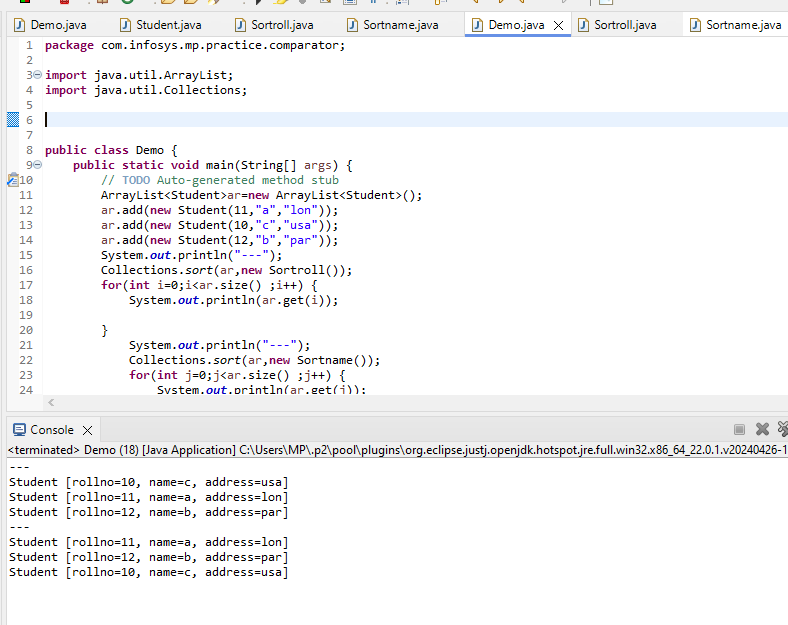 Demo.java Student.java Sortroll.java Sortname.java Demo.java Sortroll.java Sortname.java
1 package com.infosys.mp.practice.comparator;
2
3 import java.util.ArrayList;
4 import java.util.Collections;
5
6
7
8 public class Demo {
9 public static void main(String[] args) {
10 // TODO Auto-generated method stub
11 ArrayList<Student>ar=new ArrayList<Student>();
12 ar.add(new Student(11,"a","lon"));
13 ar.add(new Student(10,"c","usa"));
14 ar.add(new Student(12,"b","par"));
15 System.out.println("---");
16 Collections.sort(ar,new Sortroll());
17 for(int i=0;i<ar.size() ;i++) {
18 System.out.println(ar.get(i));
19
20 }
21 System.out.println("---");
22 Collections.sort(ar,new Sortname());
23 for(int j=0;j<ar.size() ;j++) {
24 System.out.println(ar.get(j));
Console
<terminated> Demo (18) [Java Application] C:\Users\MP\.p2\pool\plugins\org.eclipse.justj.openjdk.hotspot.jre.full.win32.x86_64_22.0.1.v20240426-1
---
Student [rollno=10, name=c, address=usa]
Student [rollno=11, name=a, address=lon]
Student [rollno=12, name=b, address=par]
---
Student [rollno=11, name=a, address=lon]
Student [rollno=12, name=b, address=par]
Student [rollno=10, name=c, address=usa]